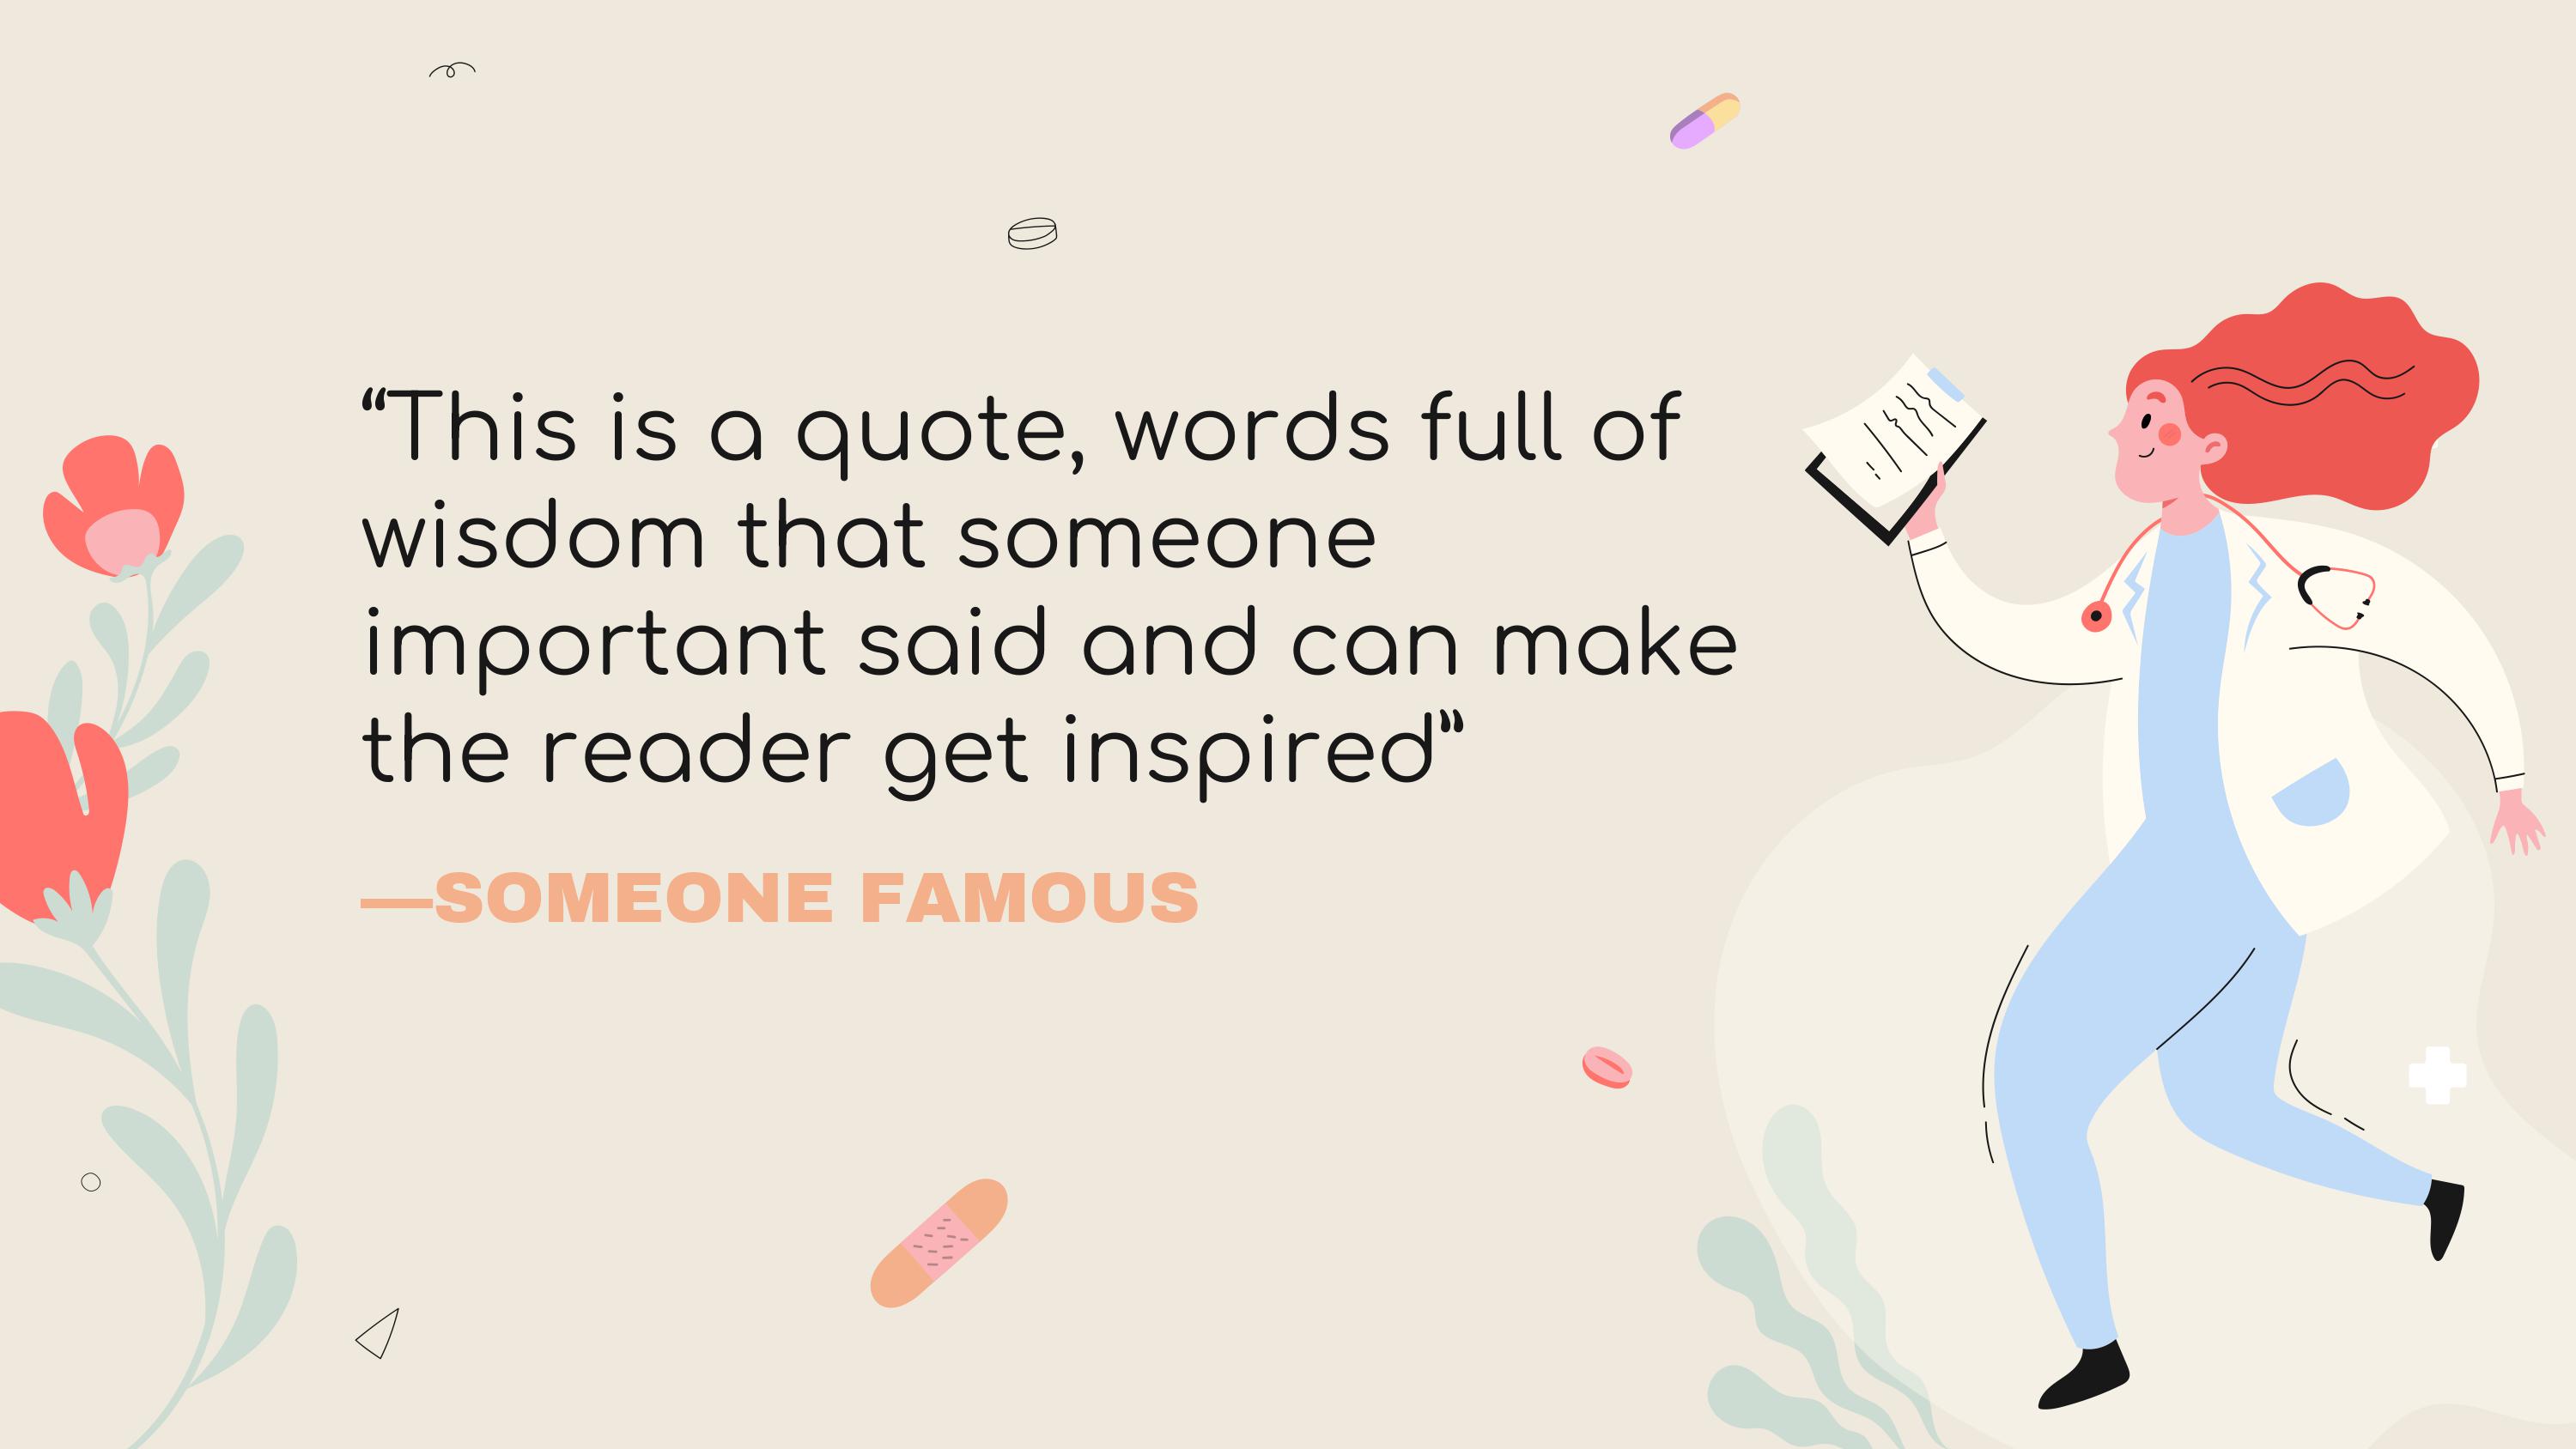 “This is a quote, words full of
wisdom that someone
important said and can make
the reader get inspired”
—SOMEONE FAMOUS